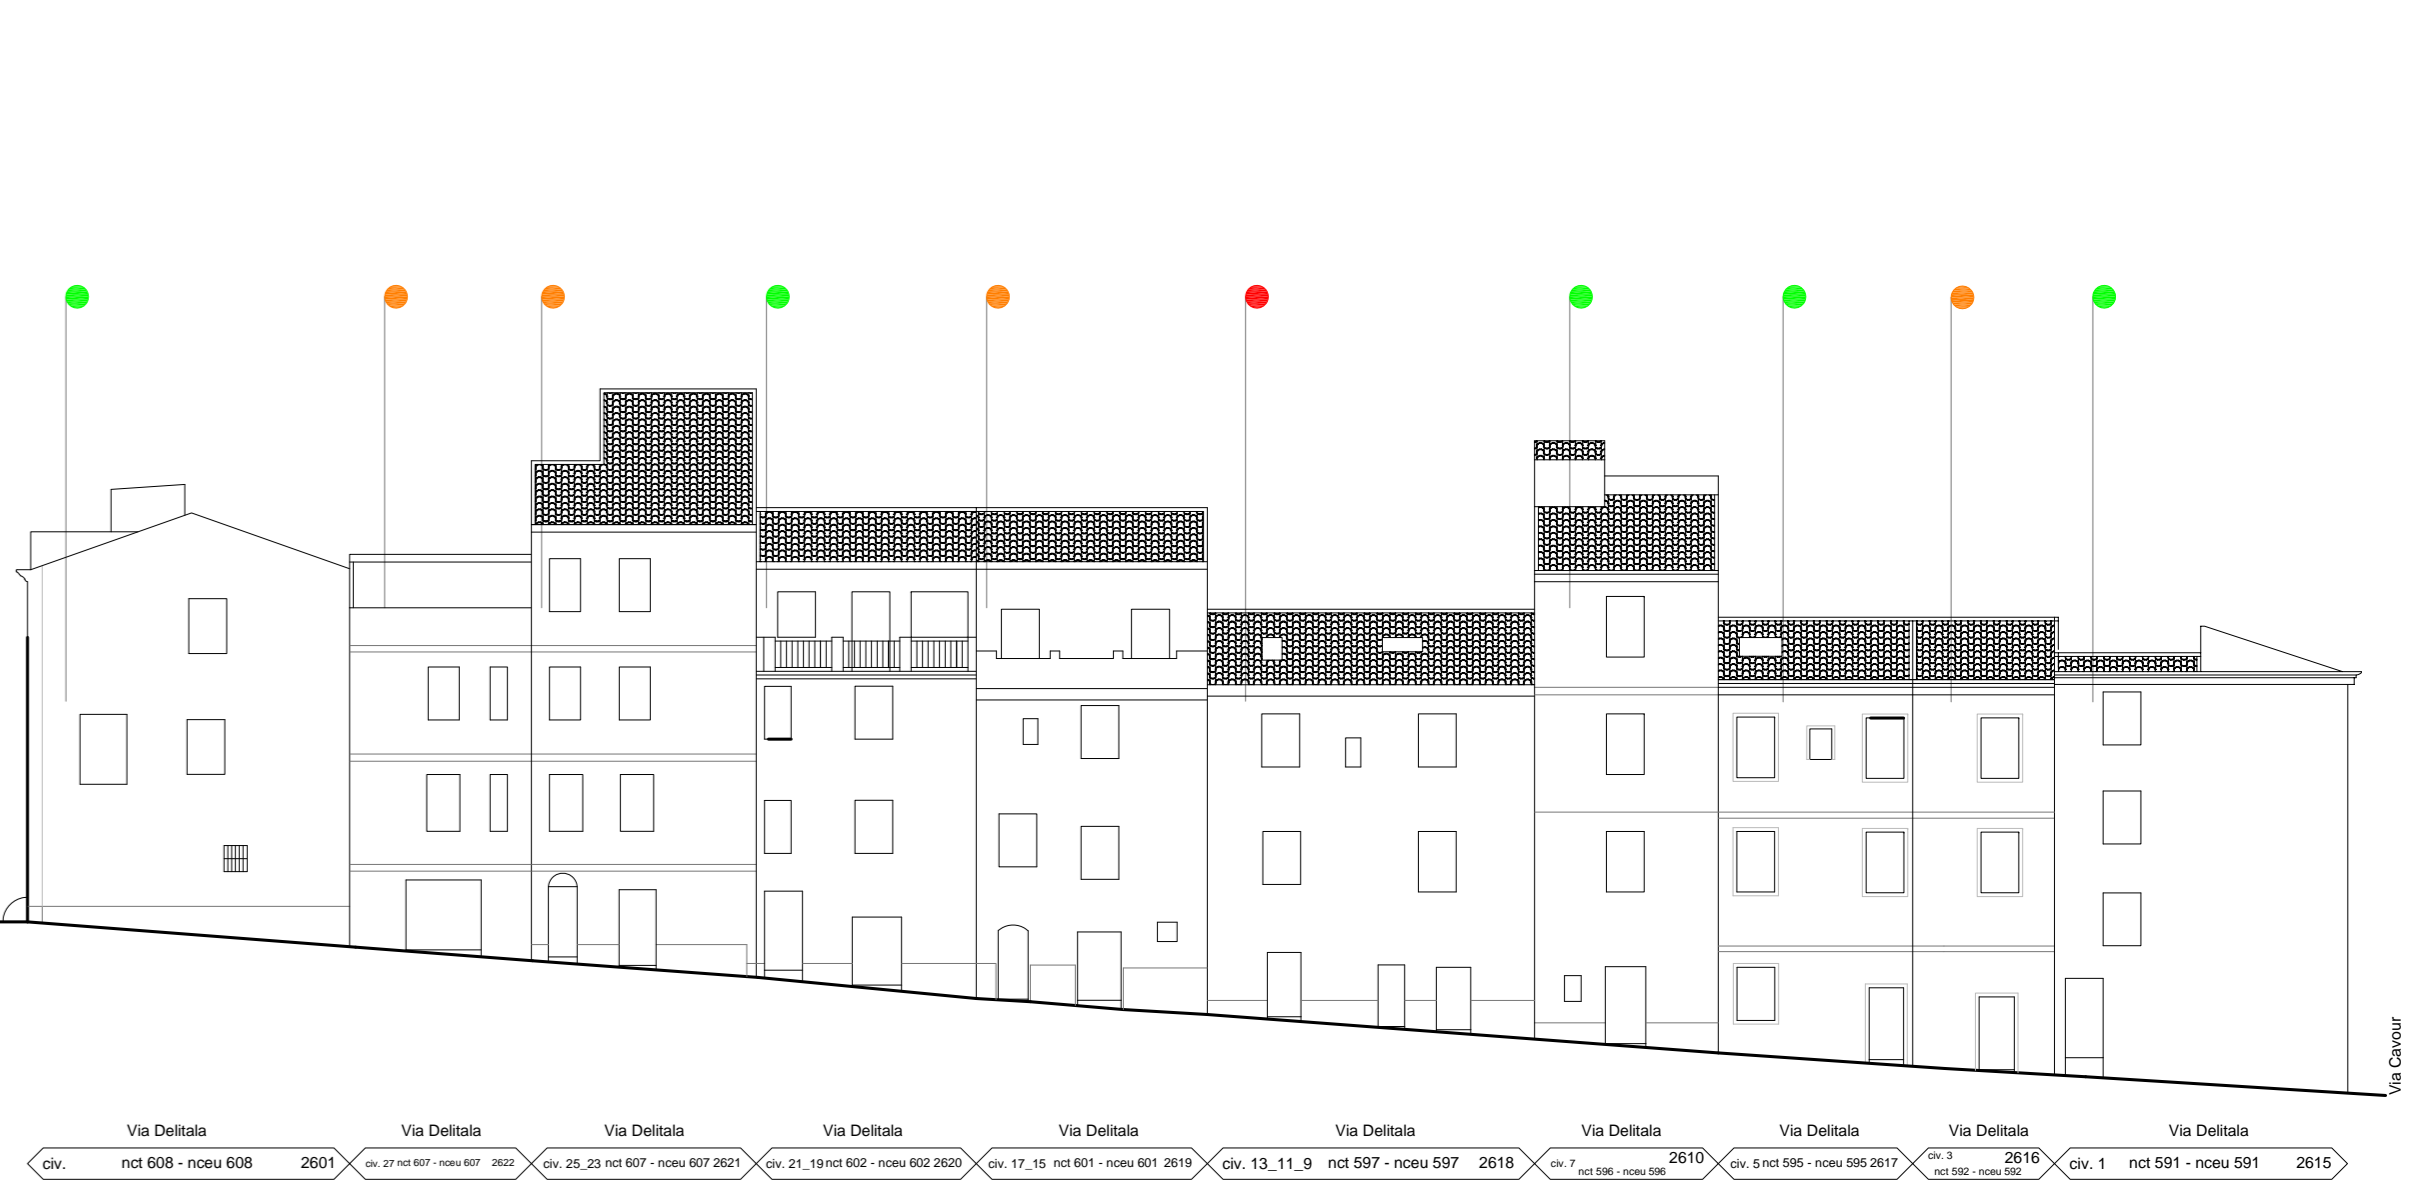 Via Cavour
Via Delitala
civ. nct 608 - nceu 608 2601
Via Delitala
civ. 27 nct 607 - nceu 607 2622
Via Delitala
civ. 25_23 nct 607 - nceu 607 2621
Via Delitala
civ. 21_19 nct 602 - nceu 602 2620
Via Delitala
civ. 17_15 nct 601 - nceu 601 2619
Via Delitala
civ. 13_11_9 nct 597 - nceu 597 2618
Via Delitala
civ. 7 2610
nct 596 - nceu 596
Via Delitala
civ. 5 nct 595 - nceu 595 2617
Via Delitala
civ. 3 2616
nct 592 - nceu 592
Via Delitala
civ. 1 nct 591 - nceu 591 2615